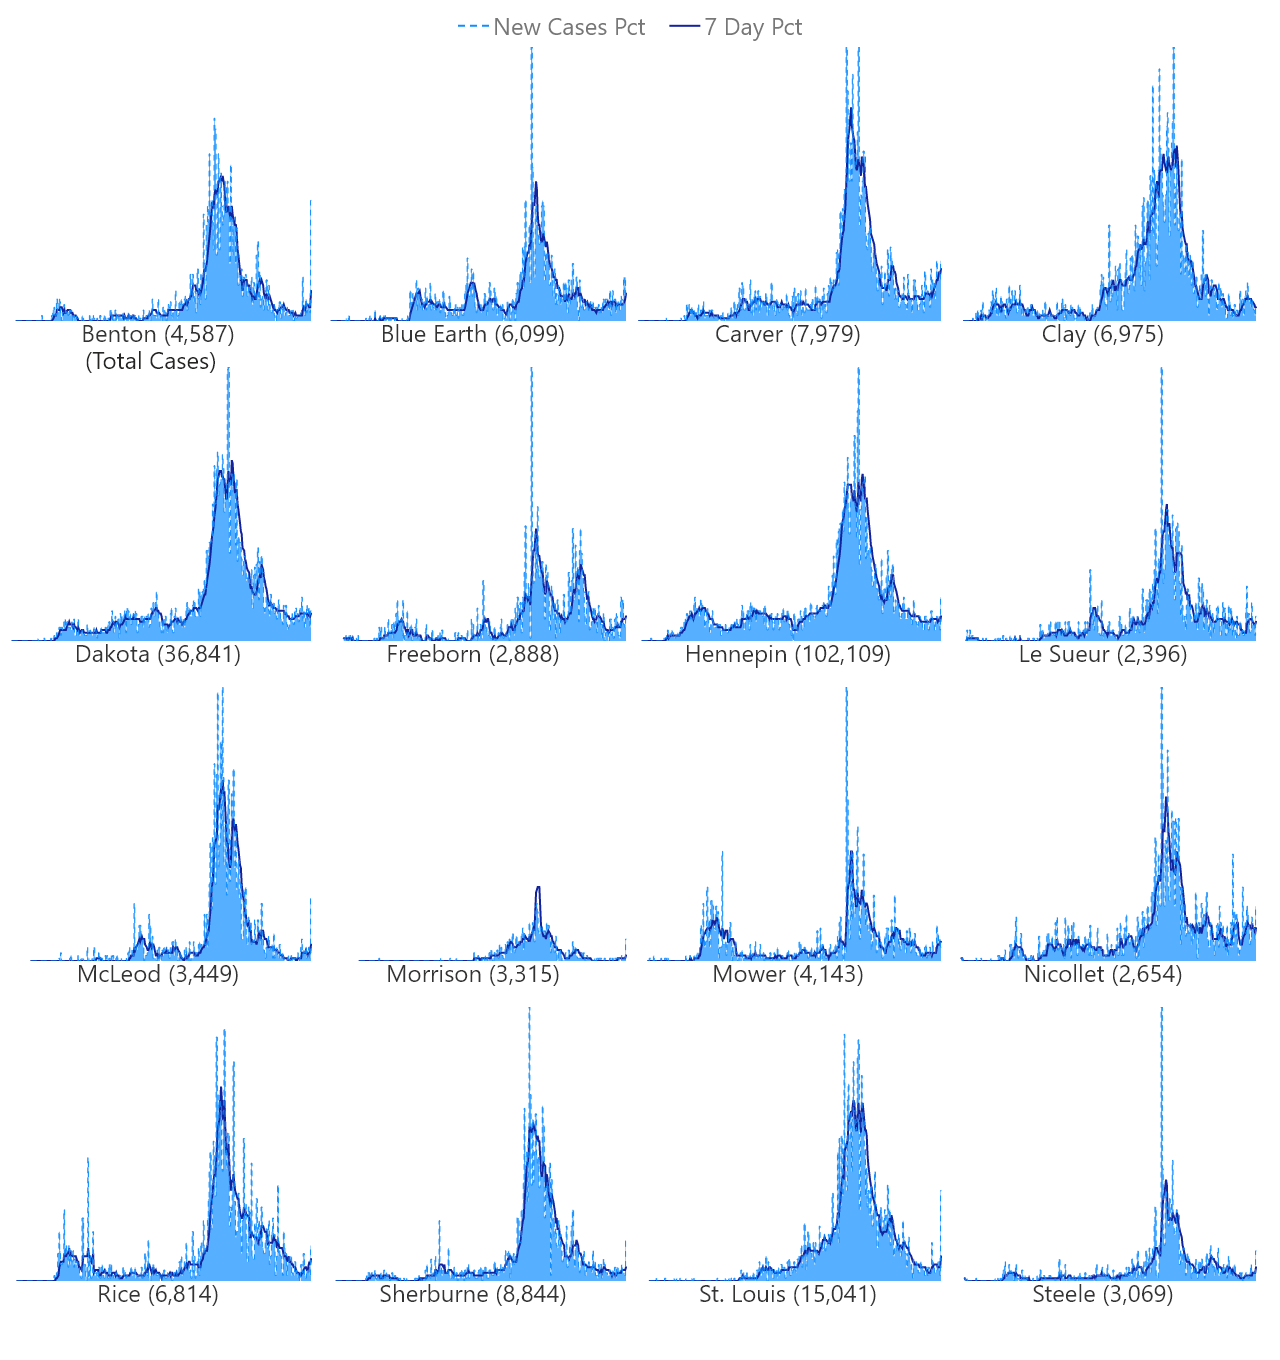 New Cases Pct 7 Day Pct
Benton (4,587)
(Total Cases)
Blue Earth (6,099)
Carver (7,979)
Clay (6,975)
Dakota (36,841)
Freeborn (2,888)
Hennepin (102,109)
Le Sueur (2,396)
McLeod (3,449)
Morrison (3,315)
Mower (4,143)
Nicollet (2,654)
Rice (6,814)
Sherburne (8,844)
St. Louis (15,041)
Steele (3,069)